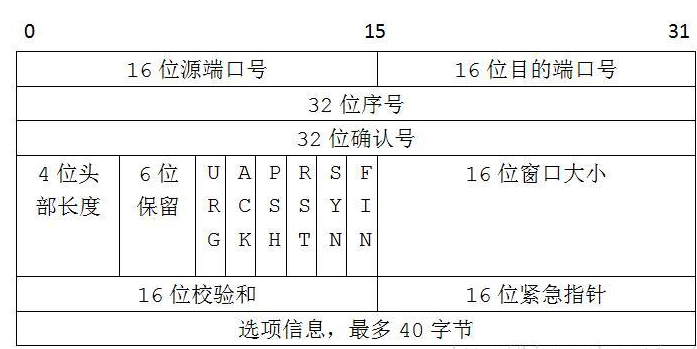 0 15 31
16 位源端口号 16 位目的端口号
32 位序号
32 位确认号
4 位头部长度 6 位保留 URG ACK PSH RST SYN FIN 16 位窗口大小
16 位校验和 16 位紧急指针
选项信息，最多 40 字节